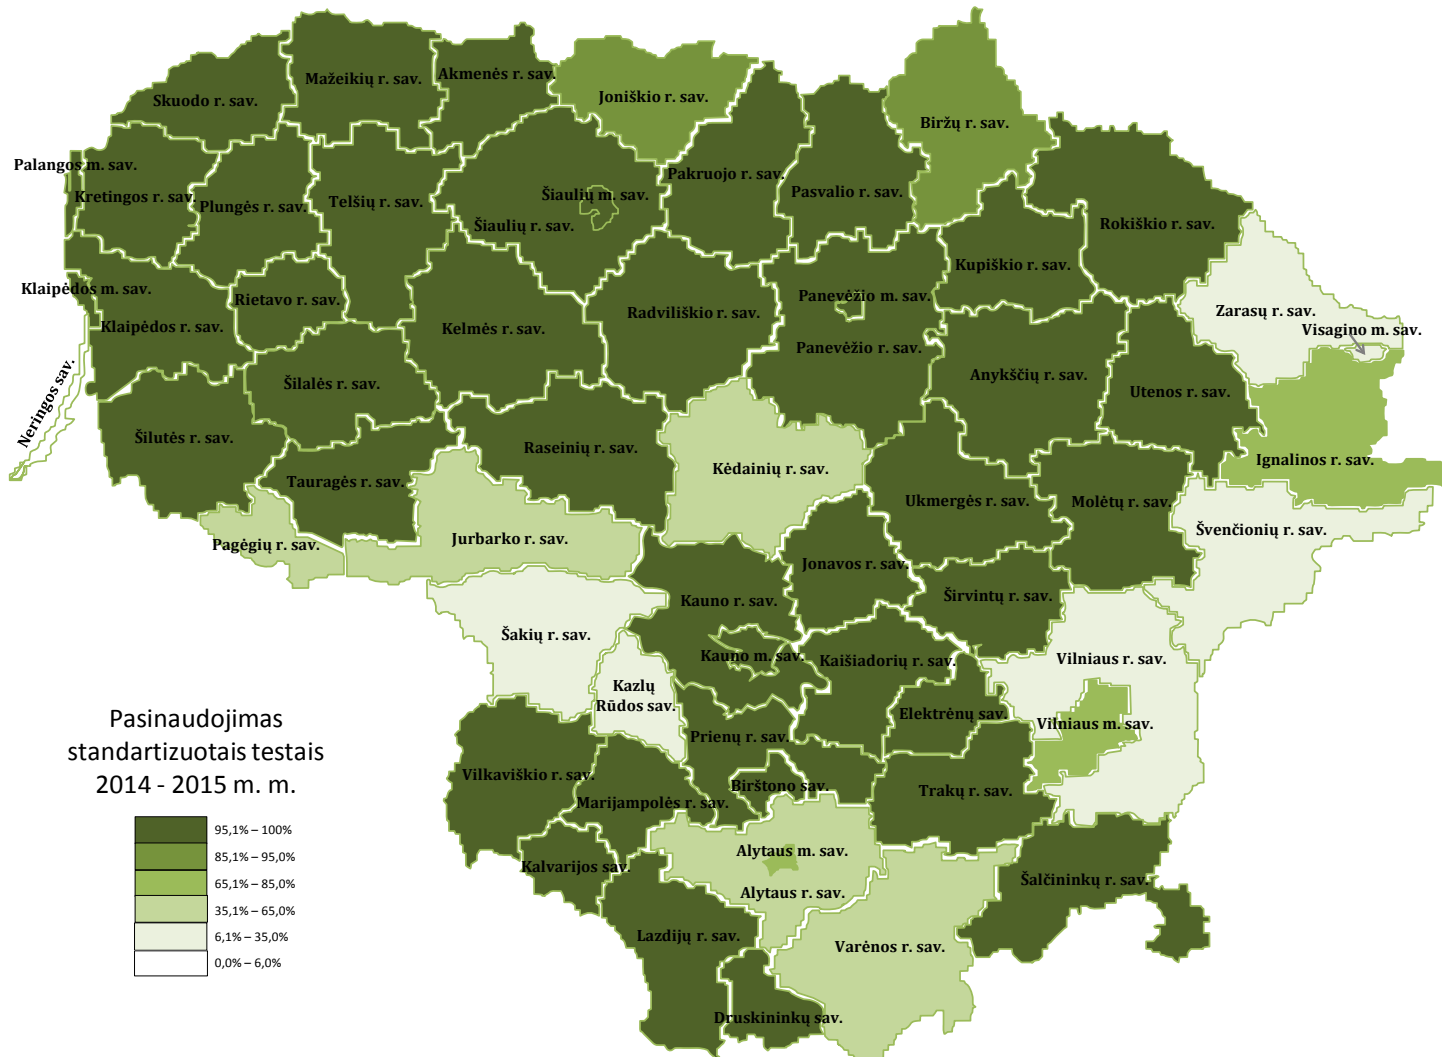 Mažeikių r. sav.
Akmenės r. sav.
Skuodo r. sav.
Joniškio r. sav.
Biržų r. sav.
Palangos m. sav.
Kretingos r. sav.
Plungės r. sav.
Telšių r. sav.
Šiaulių m. sav.
Šiaulių r. sav.
Pakruojo r. sav.
Pasvalio r. sav.
Rokiškio r. sav.
Kupiškio r. sav.
Klaipėdos m. sav.
Rietavo r. sav.
Klaipėdos r. sav.
Kelmės r. sav.
Radviliškio r. sav.
Panevėžio m. sav.
Panevėžio r. sav.
Zarasų r. sav.
Visagino m. sav.
Anykščių r. sav.
Utenos r. sav.
Neringos sav.
Šilalės r. sav.
Šilutės r. sav.
Raseinių r. sav.
Kėdainių r. sav.
Ignalinos r. sav.
Tauragės r. sav.
Ukmergės r. sav.
Molėtų r. sav.
Švenčionių r. sav.
Pagėgių r. sav.
Jurbarko r. sav.
Jonavos r. sav.
Širvintų r. sav.
Kauno r. sav.
Šakių r. sav.
Kauno m. sav.
Kaišiadorių r. sav.
Vilniaus r. sav.
Kazlų
Rūdos sav.
Elektrėnų sav.
Vilniaus m. sav.
Prienų r. sav.
Vilkaviškio r. sav.
Birštono sav.
Trakų r. sav.
Marijampolės r. sav.
Alytaus m. sav.
Kalvarijos sav.
Alytaus r. sav.
Šalčininkų r. sav.
Lazdijų r. sav.
Varėnos r. sav.
Druskininkų sav.
Pasinaudojimas
standartizuotais testais
2014 - 2015 m. m.
95,1% – 100%
85,1% – 95,0%
65,1% – 85,0%
35,1% – 65,0%
6,1% – 35,0%
0,0% – 6,0%